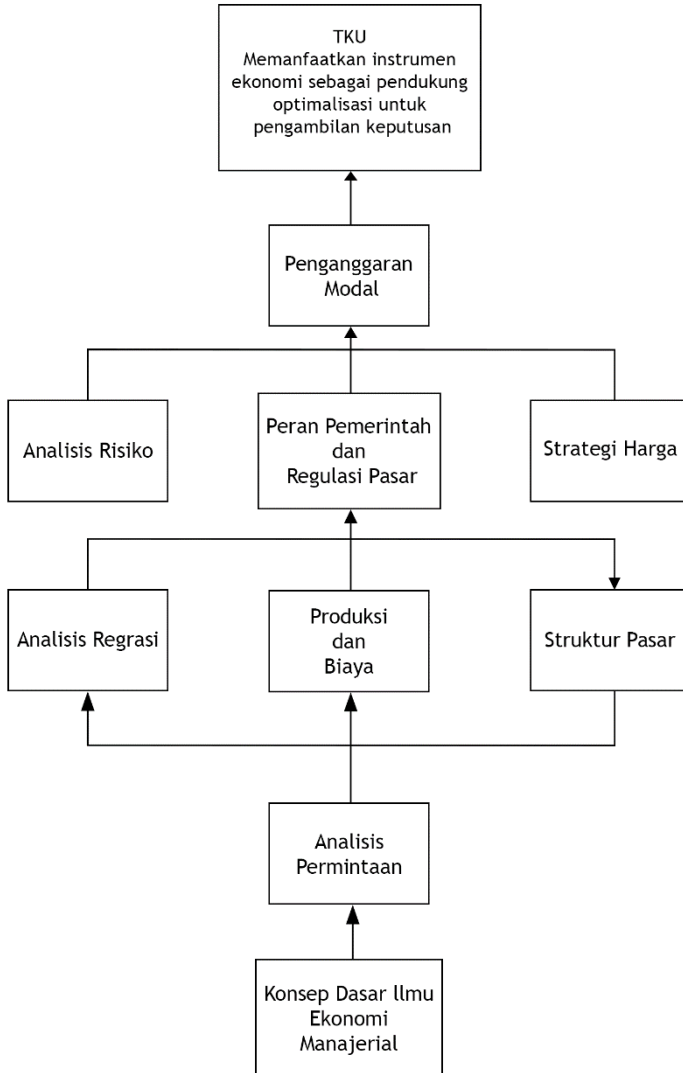 TKU
Memanfaatkan instrumen
ekonomi sebagai pendukung
optimalisasi untuk
pengambilan keputusan
Penganggaran
Modal
Analisis Risiko
Peran Pemerintah
dan
Regulasi Pasar
Strategi Harga
Analisis Regrasi
Produksi
dan
Biaya
Struktur Pasar
Analisis
Permintaan
Konsep Dasar llmu
Ekonomi
Manajerial